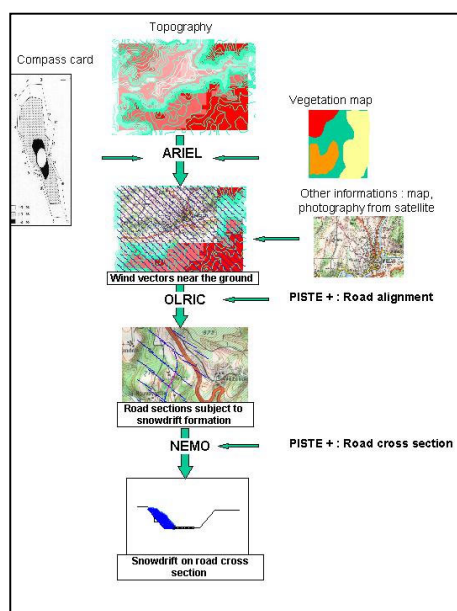 Topography
Compass card
Vegetation map
ARIEL
Other informations : map,
photography from satellite
Wind vectors near the ground
OLRIC
PISTE + : Road alignment
Road sections subject to
snowdrift formation
NEMO
PISTE + : Road cross section
Snowdrift on road cross
section